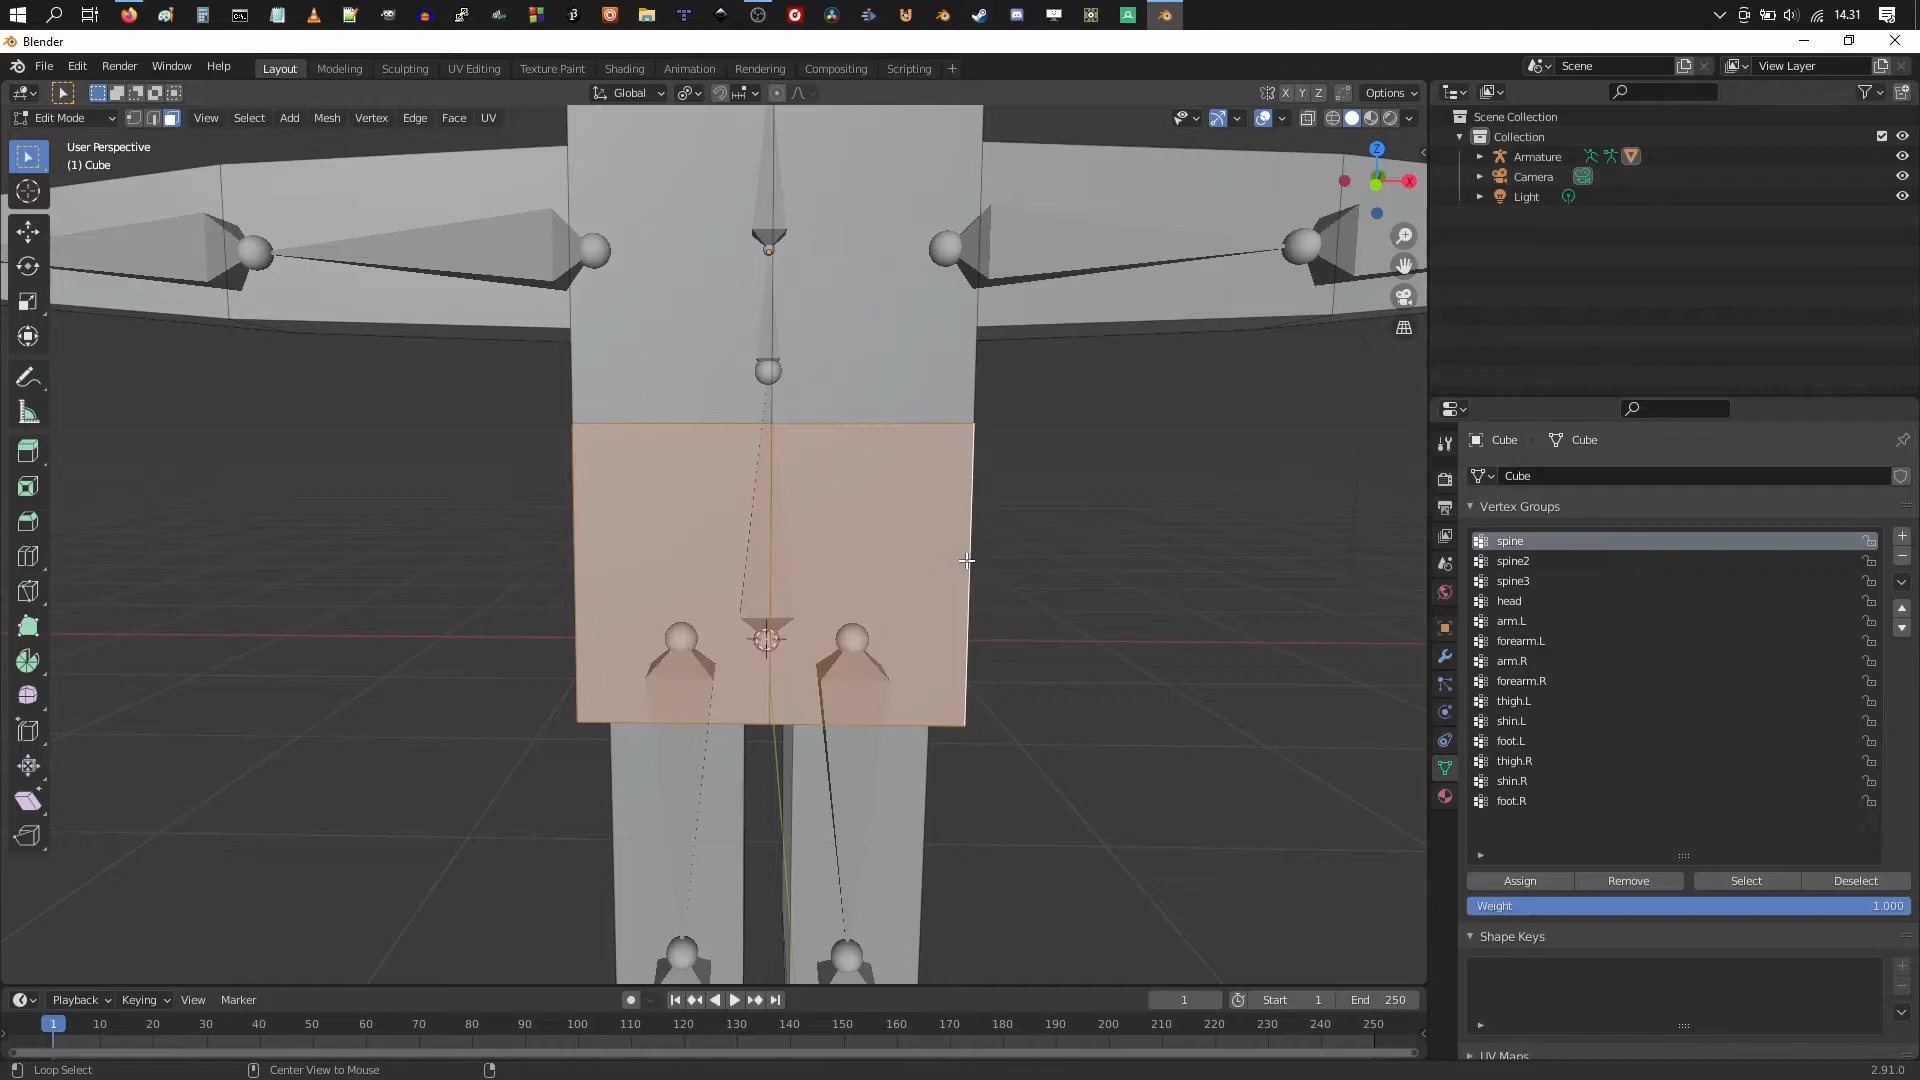 14.31
Blender
File Edit Render Window Help
Layout Modeling Sculpting UV Editing Texture Paint Shading Animation Rendering Compositing Scripting
Scene
View Layer
Global
X Y Z
Options
Edit Mode
View Select Add Mesh Vertex Edge Face UV
User Perspective
(1) Cube
Z
X
Scene Collection
Collection
Armature
Camera
Light
Cube
Cube
Cube
Vertex Groups
spine
spine2
spine3
head
arm.L
forearm.L
arm.R
forearm.R
thigh.L
shin.L
foot.L
thigh.R
shin.R
foot.R
Assign Remove Select Deselect
Weight 1.000
Shape Keys
UV Maps
Playback Keying View Marker
1
Start 1
End 250
1 10 20 30 40 50 60 70 80 90 100 110 120 130 140 150 160 170 180 190 200 210 220 230 240 250
Loop Select
Center View to Mouse
2.91.0